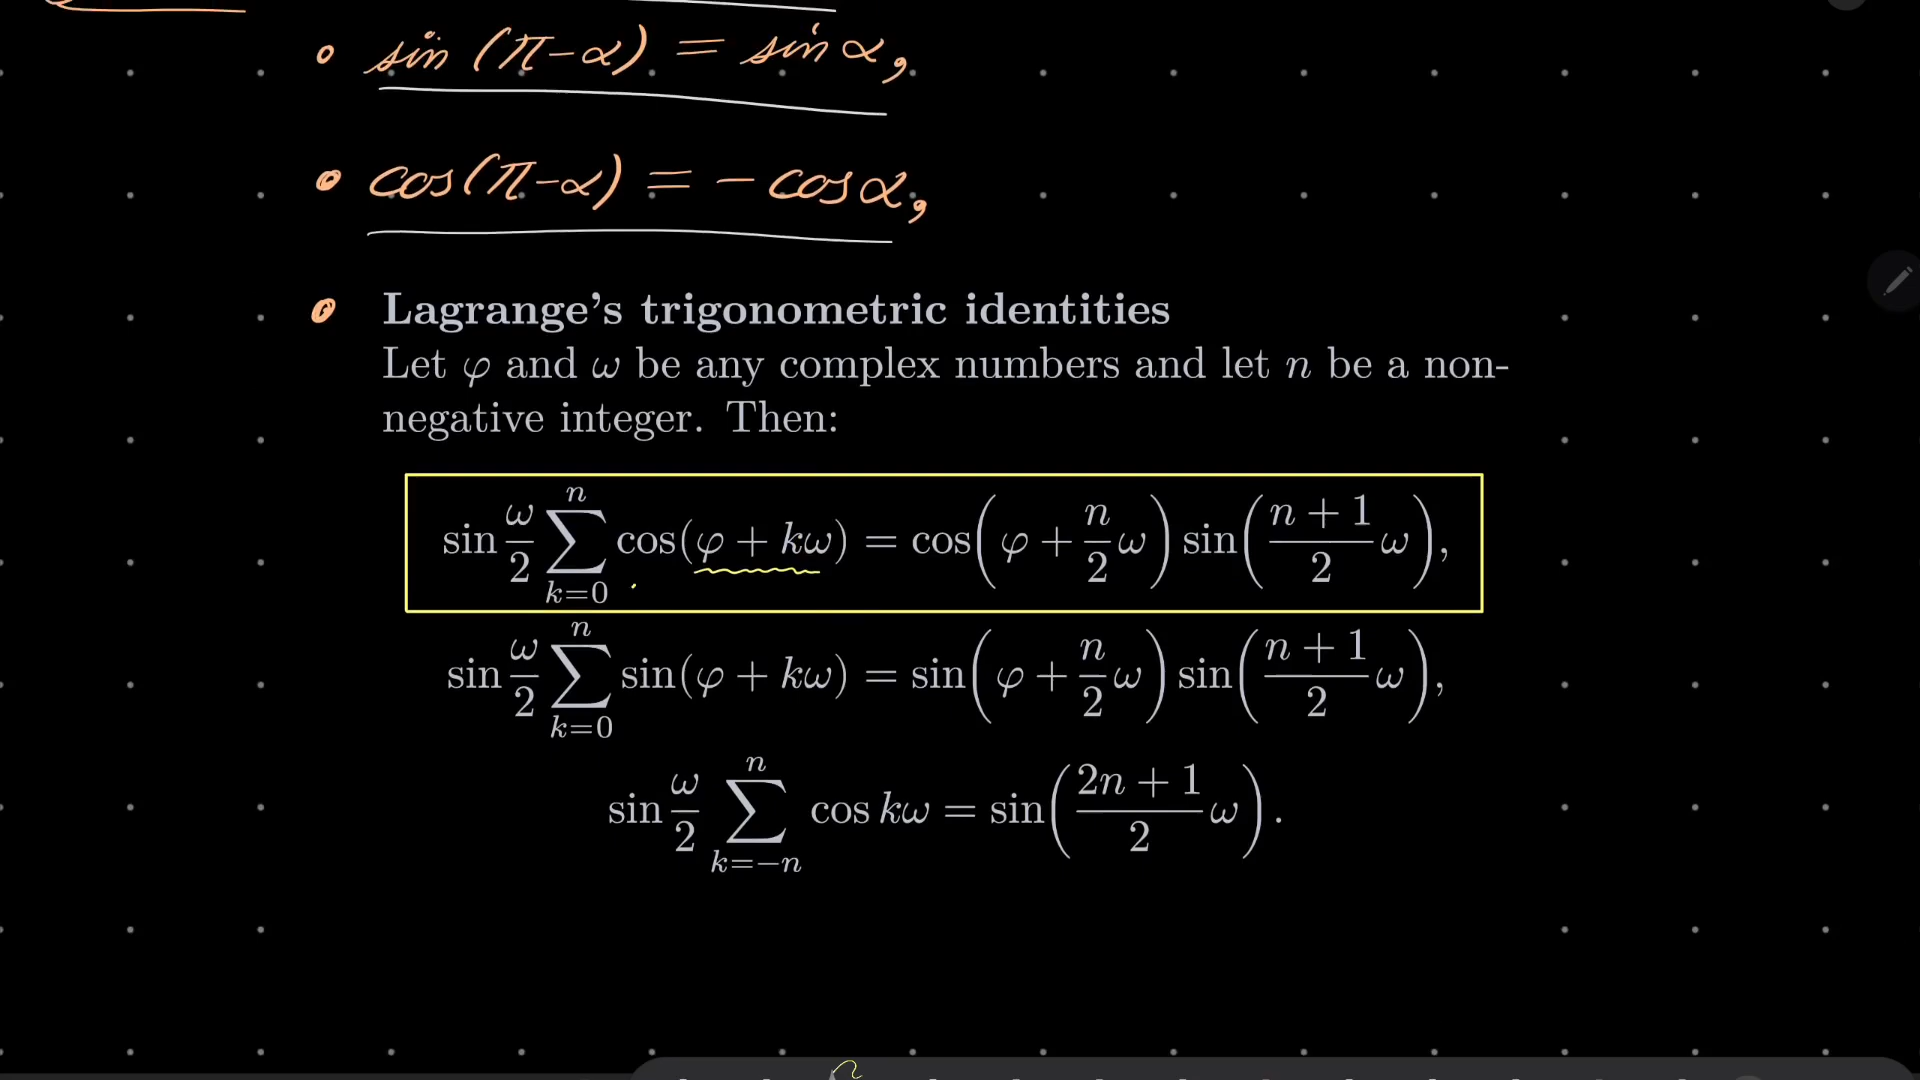 sin (π-α) = sin α,
cos(π-α) = - cos α,
Lagrange's trigonometric identities
Let φ and ω be any complex numbers and let n be a non-
negative integer. Then:
sin ω/2 ∑_{k=0}^{n} cos(φ + kω) = cos(φ + n/2 ω) sin((n + 1)/2 ω),
sin ω/2 ∑_{k=0}^{n} sin(φ + kω) = sin(φ + n/2 ω) sin((n + 1)/2 ω),
sin ω/2 ∑_{k=-n}^{n} cos kω = sin((2n + 1)/2 ω).